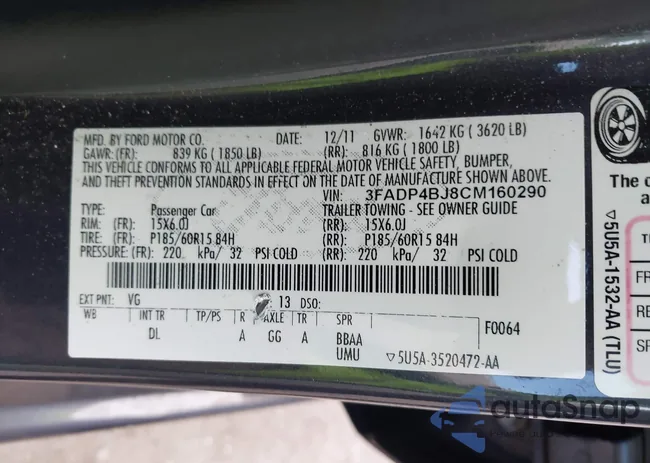 MFD. BY FORD MOTOR CO. DATE: 12/11 GVWR: 1642 KG ( 3620 LB)
GAWR: (FR): 839 KG ( 1850 LB) (RR): 816 KG ( 1800 LB)
THIS VEHICLE CONFORMS TO ALL APPLICABLE FEDERAL MOTOR VEHICLE SAFETY, BUMPER,
AND THEFT PREVENTION STANDARDS IN EFFECT ON THE DATE OF MANUFACTURE SHOWN ABOVE.
VIN: 3FADP4BJ8CM160290
TYPE: Passenger Car TRAILER TOWING - SEE OWNER GUIDE
RIM: (FR): 15X6.0J (RR): 15X6.0J
TIRE: (FR): P185/60R15 84H (RR): P185/60R15 84H
PRESSURE: (FR): 220 kPa/ 32 PSI COLD (RR): 220 kPa/ 32 PSI COLD
EXT PNT: VG 13 DSO:
WB INT TR TP/PS R AXLE TR SPR F0064
DL A GG A BBAA
UMU ▽5U5A-3520472-AA
▽5U5A-1532-AA (TLU)
The c
a
FR
RE
SP
autoSnap